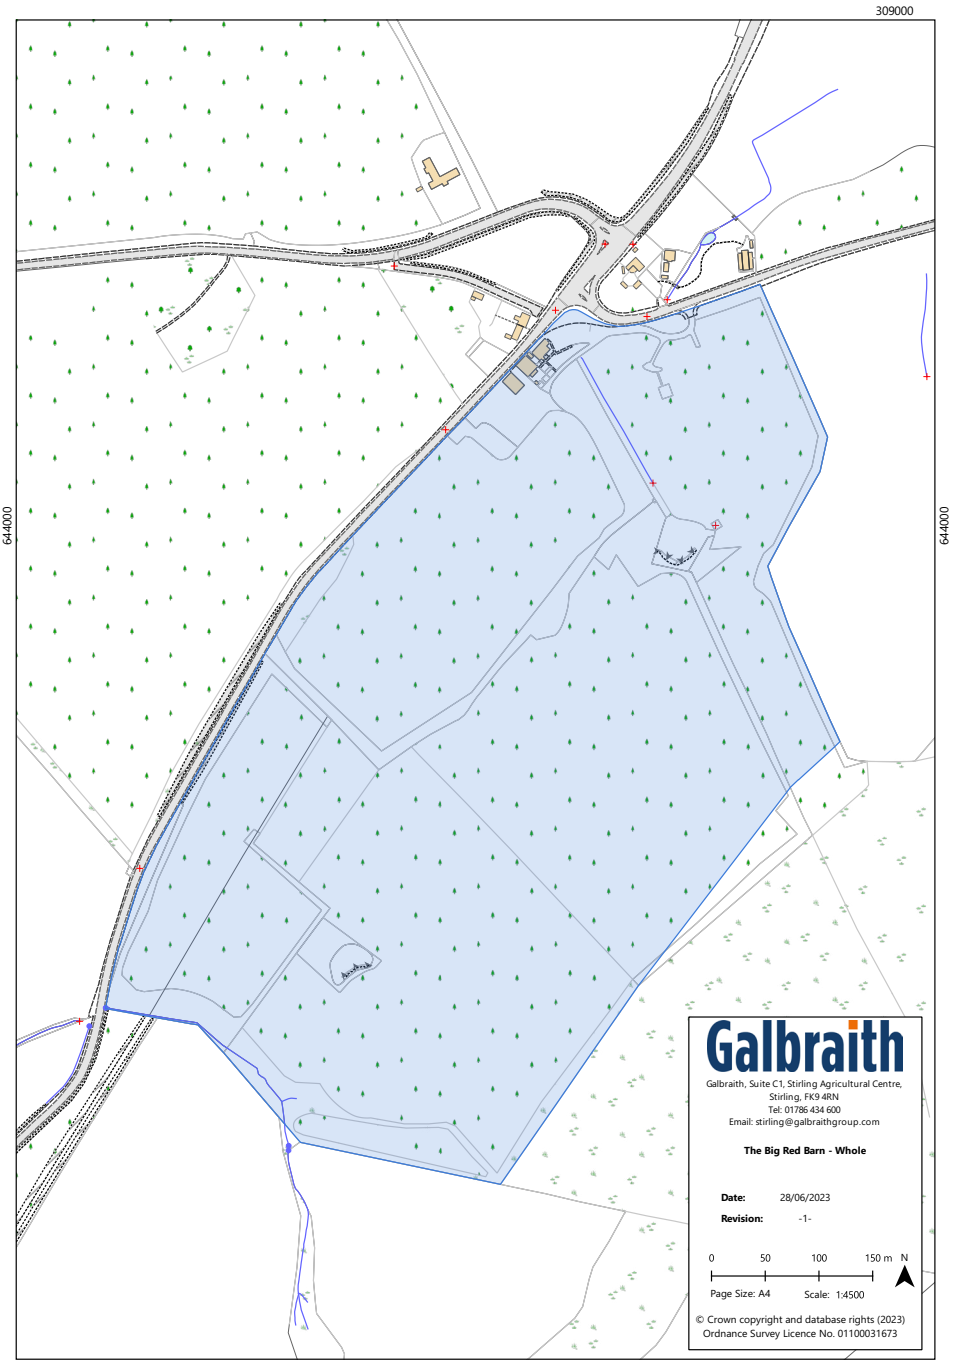 309000
644000
644000
Galbraith
Galbraith, Suite C1, Stirling Agricultural Centre,
Stirling, FK9 4RN
Tel: 01786 434 600
Email: stirling@galbraithgroup.com
The Big Red Barn - Whole
Date: 28/06/2023
Revision: -1-
0 50 100 150 m N
Page Size: A4 Scale: 1:4500
© Crown copyright and database rights (2023)
Ordnance Survey Licence No. 01100031673